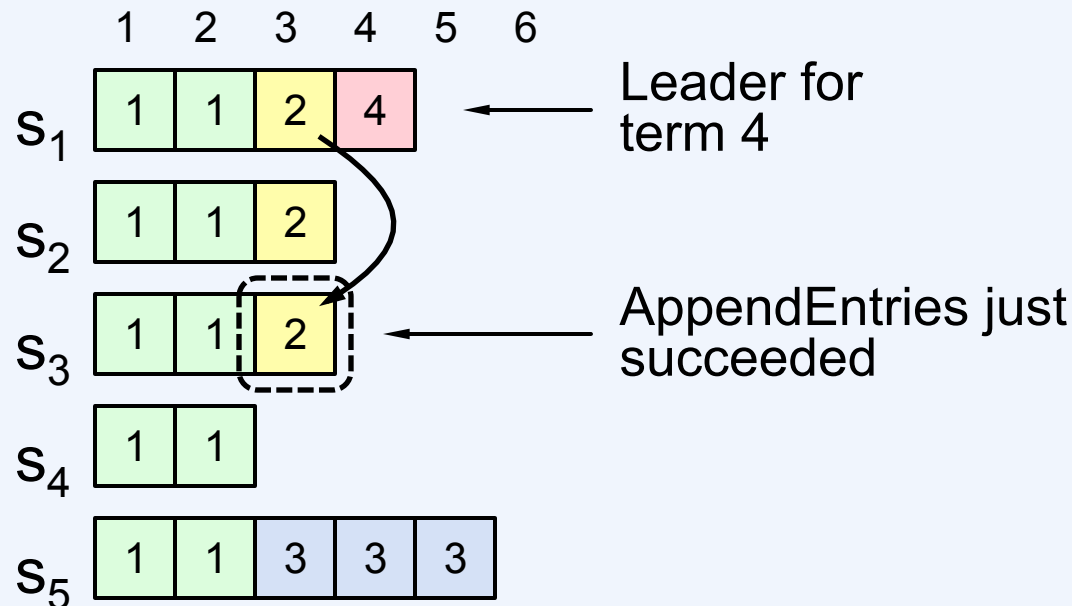 1 2 3 4 5 6
s1 1 1 2 4 Leader for
term 4
s2 1 1 2
s3 1 1 2 AppendEntries just
succeeded
s4 1 1
s5 1 1 3 3 3